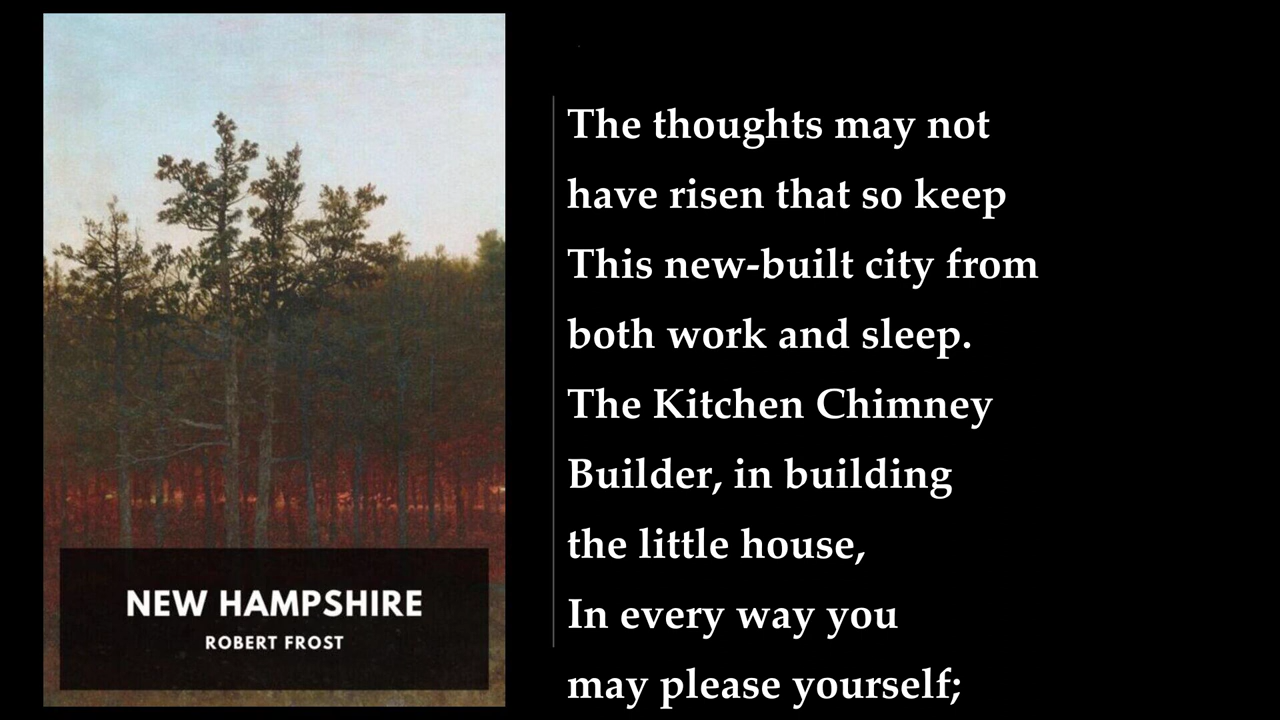 NEW HAMPSHIRE
ROBERT FROST
The thoughts may not
have risen that so keep
This new-built city from
both work and sleep.
The Kitchen Chimney
Builder, in building
the little house,
In every way you
may please yourself;